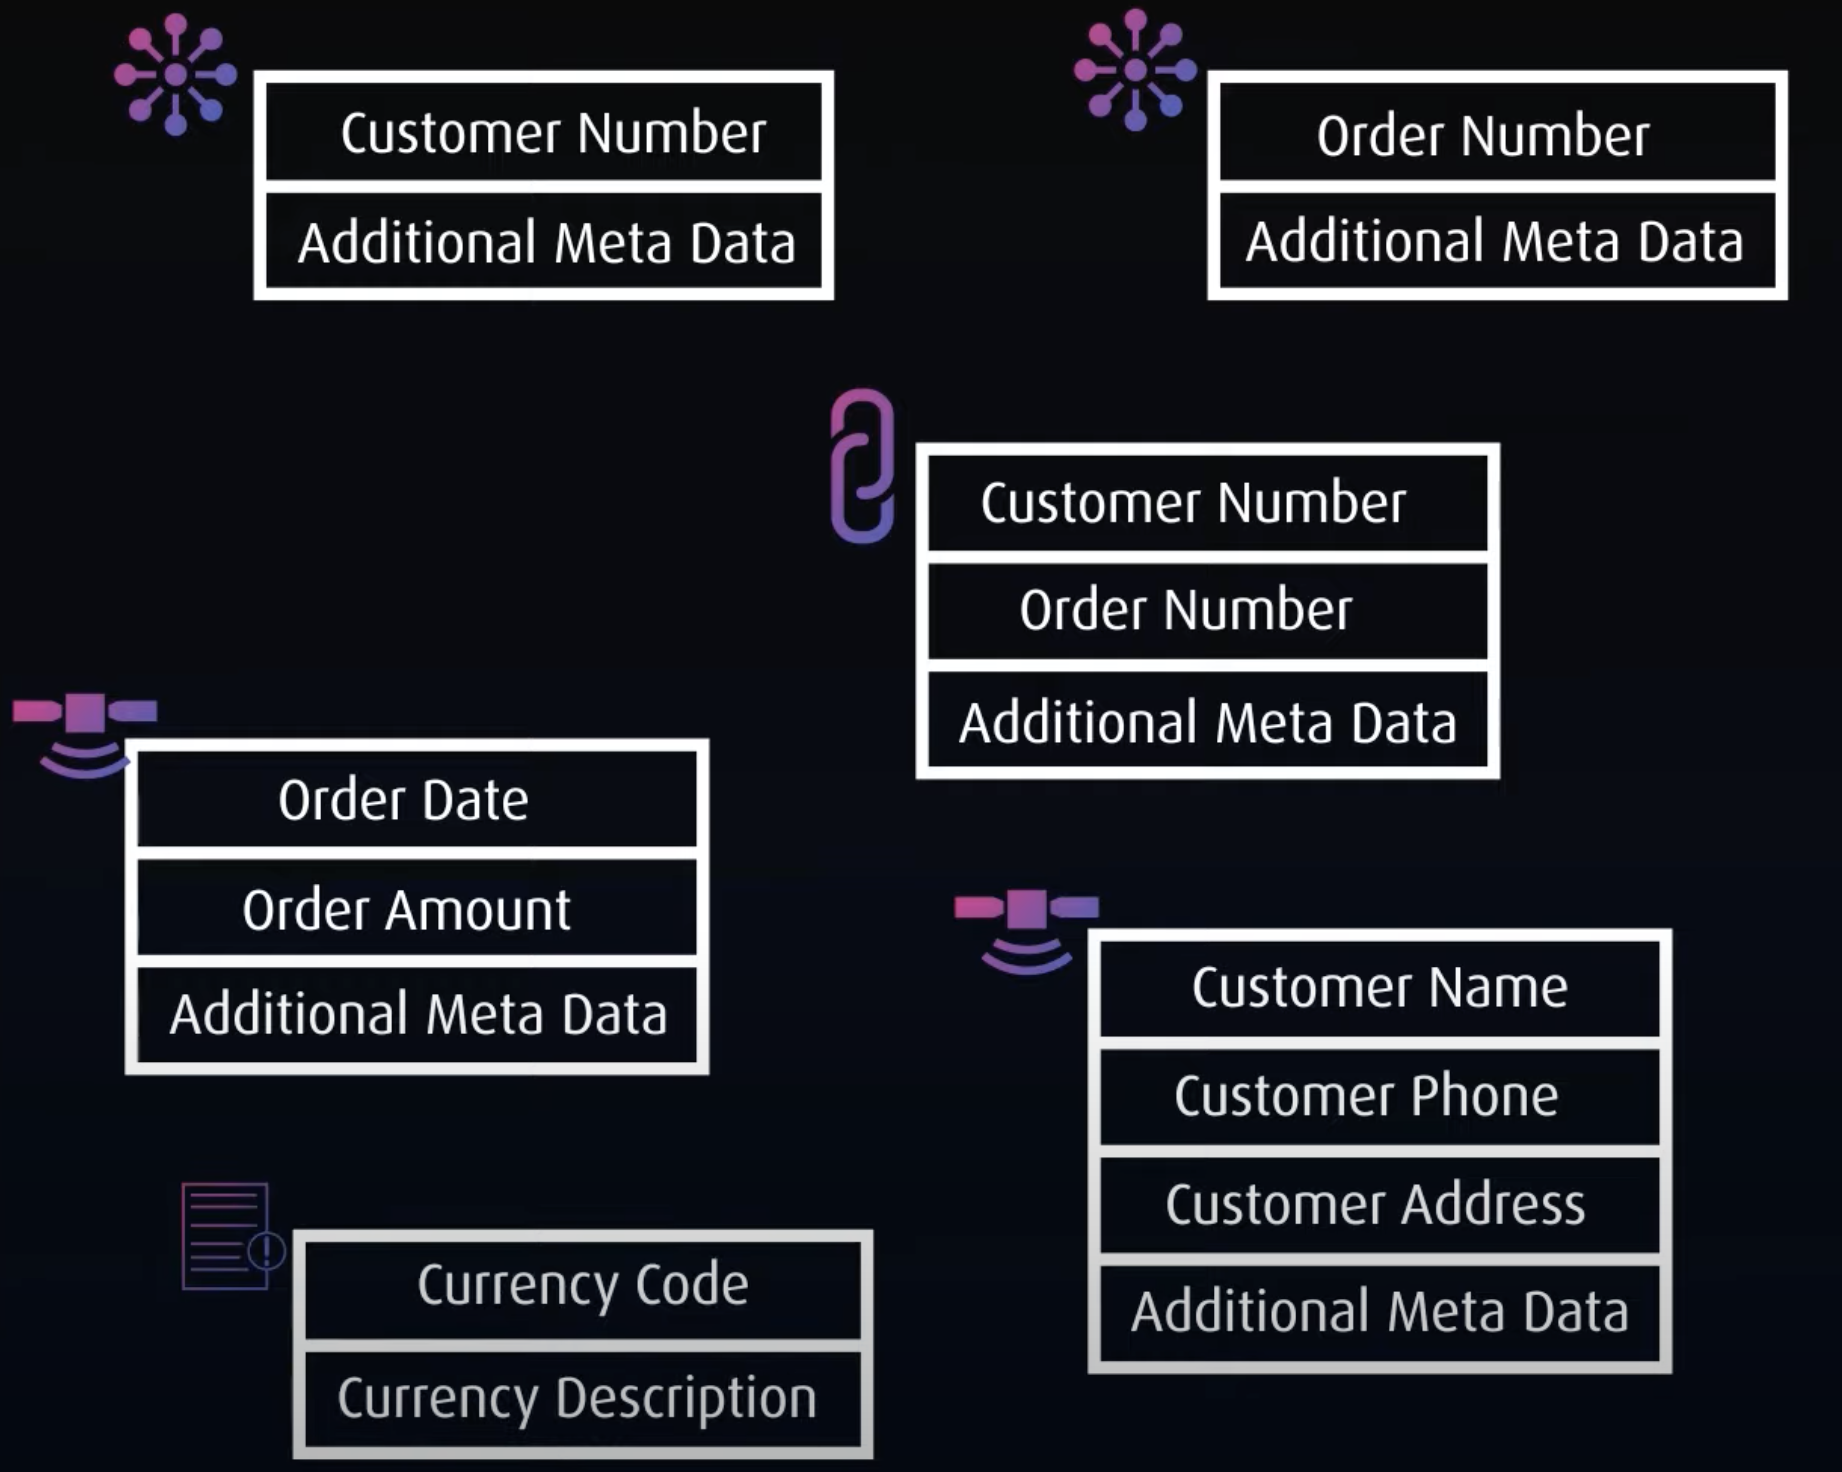 Customer Number
Additional Meta Data
Order Number
Additional Meta Data
Customer Number
Order Number
Additional Meta Data
Order Date
Order Amount
Additional Meta Data
Customer Name
Customer Phone
Customer Address
Additional Meta Data
Currency Code
Currency Description